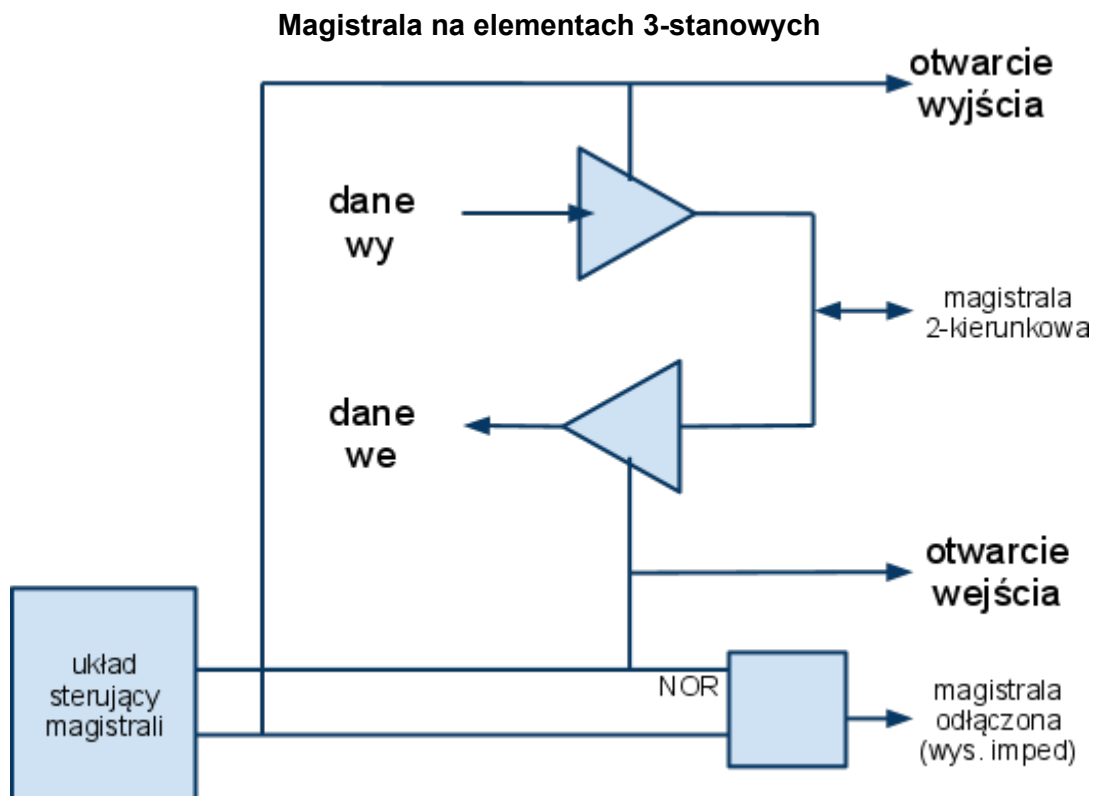 Magistrala na elementach 3-stanowych
otwarcie
wyjścia
dane
wy
magistrala
2-kierunkowa
dane
we
otwarcie
wejścia
układ
sterujący
magistrali
NOR
magistrala
odłączona
(wys. imped)